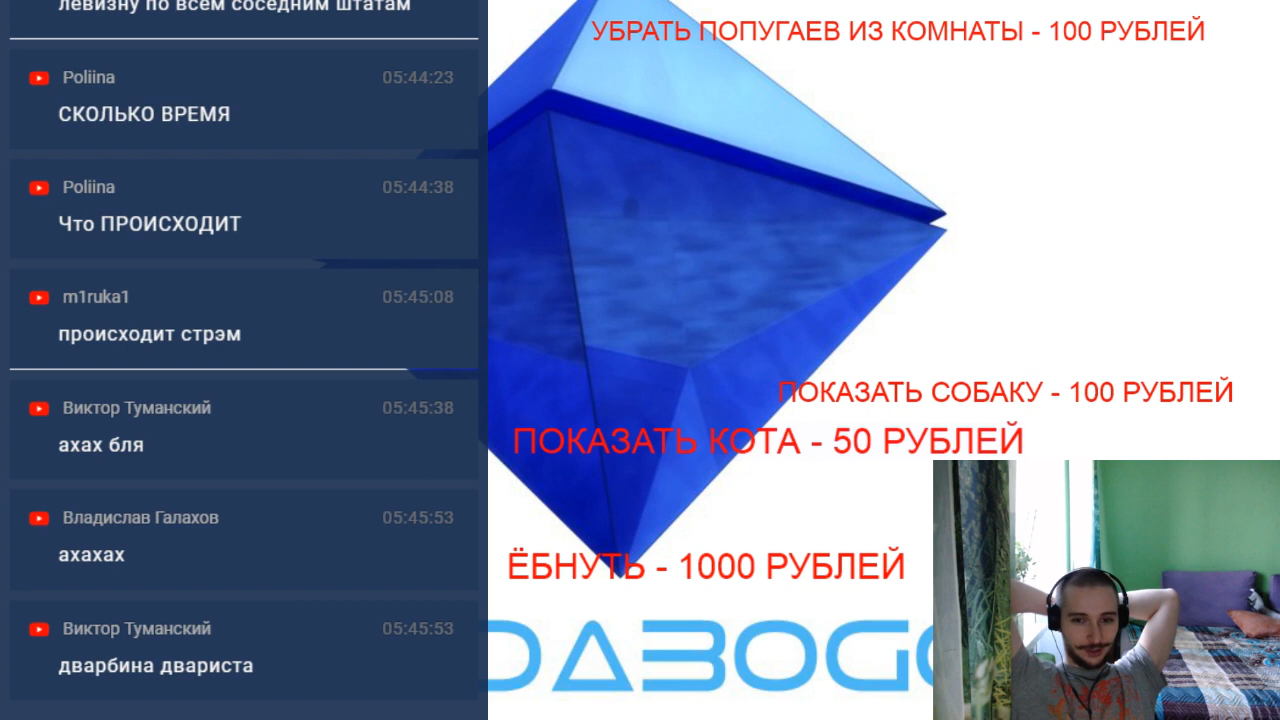 левизну по всем соседним штатам
Poliina 05:44:23
СКОЛЬКО ВРЕМЯ
Poliina 05:44:38
Что ПРОИСХОДИТ
m1ruka1 05:45:08
происходит стрэм
Виктор Туманский 05:45:38
ахах бля
Владислав Галахов 05:45:53
ахахах
Виктор Туманский 05:45:53
дварбина двариста
УБРАТЬ ПОПУГАЕВ ИЗ КОМНАТЫ - 100 РУБЛЕЙ
ПОКАЗАТЬ СОБАКУ - 100 РУБЛЕЙ
ПОКАЗАТЬ КОТА - 50 РУБЛЕЙ
ЁБНУТЬ - 1000 РУБЛЕЙ